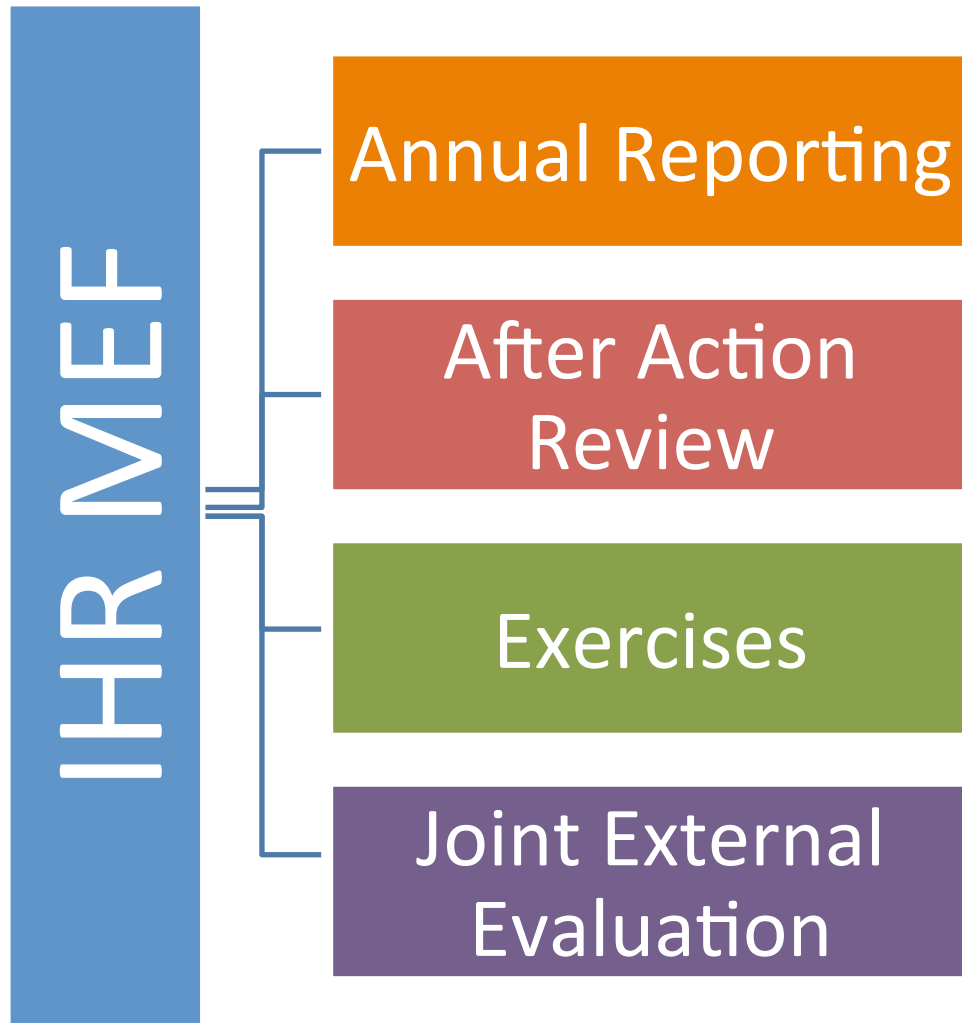 IHR MEF
Annual Reporting
After Action
Review
Exercises
Joint External
Evaluation